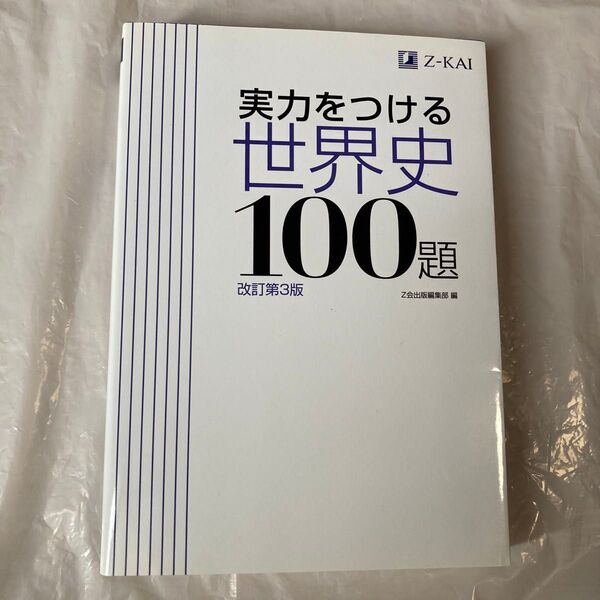 Z-KAI
実力をつける
世界史
100題
改訂第3版
Z会出版編集部 編